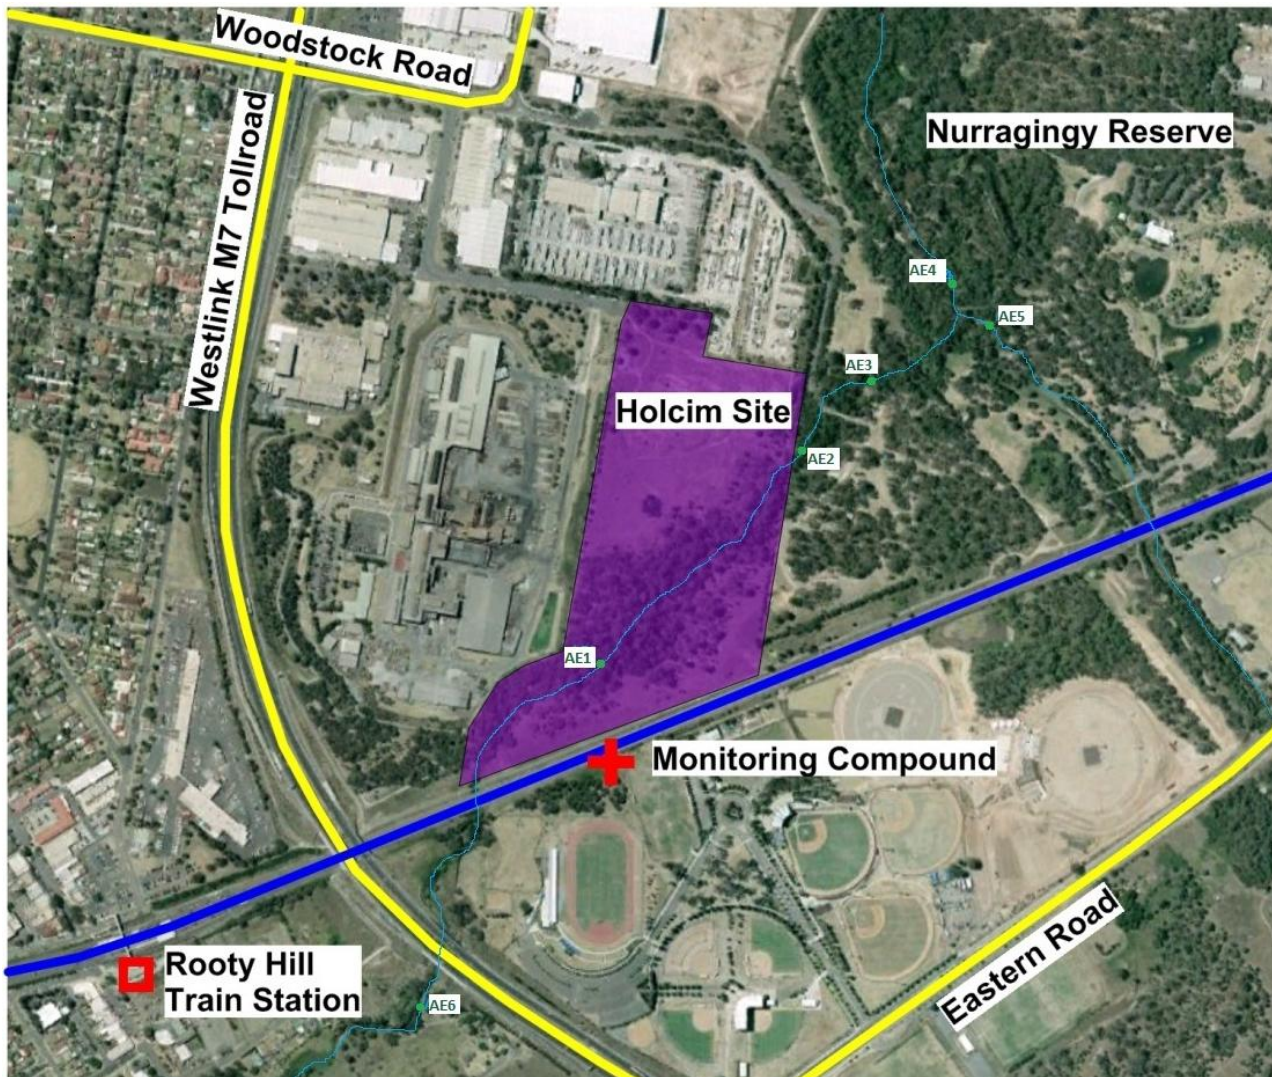 Woodstock Road
Westlink M7 Tollroad
Nurragingy Reserve
AE4
AE5
AE3
Holcim Site
AE2
AE1
Monitoring Compound
Rooty Hill
Train Station
AE6
Eastern Road